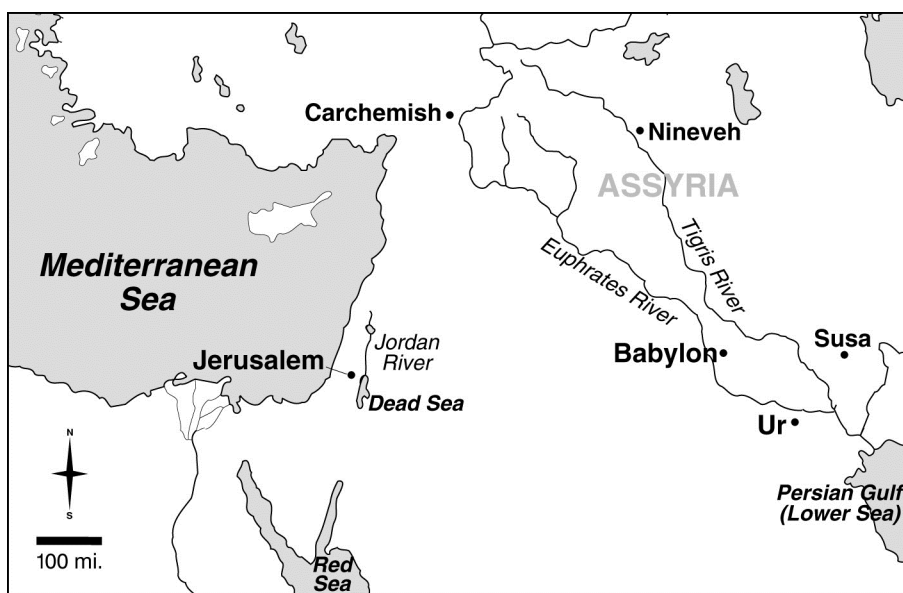 Carchemish
Nineveh
ASSYRIA
Mediterranean
Sea
Euphrates River
Tigris River
Jordan
River
Jerusalem
Dead Sea
Babylon
Susa
Ur
N
S
100 mi.
Red
Sea
Persian Gulf
(Lower Sea)